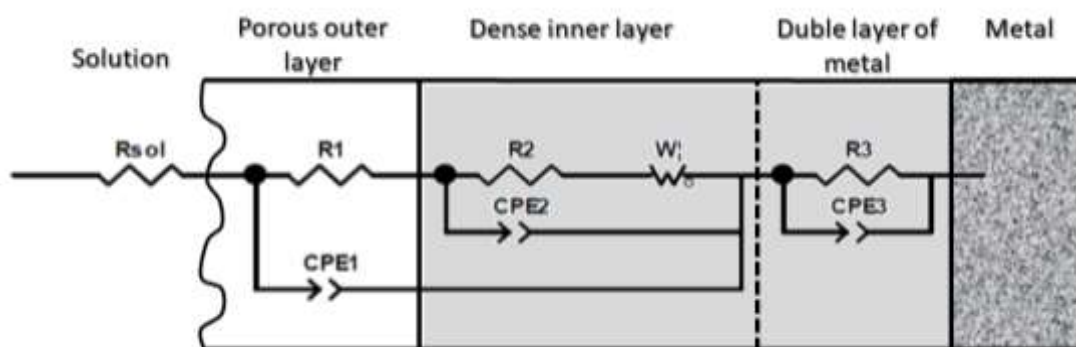 Solution
Porous outer
layer
Dense inner layer
Duble layer of
metal
Metal
Rsol
R1
R2
W
R3
CPE2
CPE3
CPE1